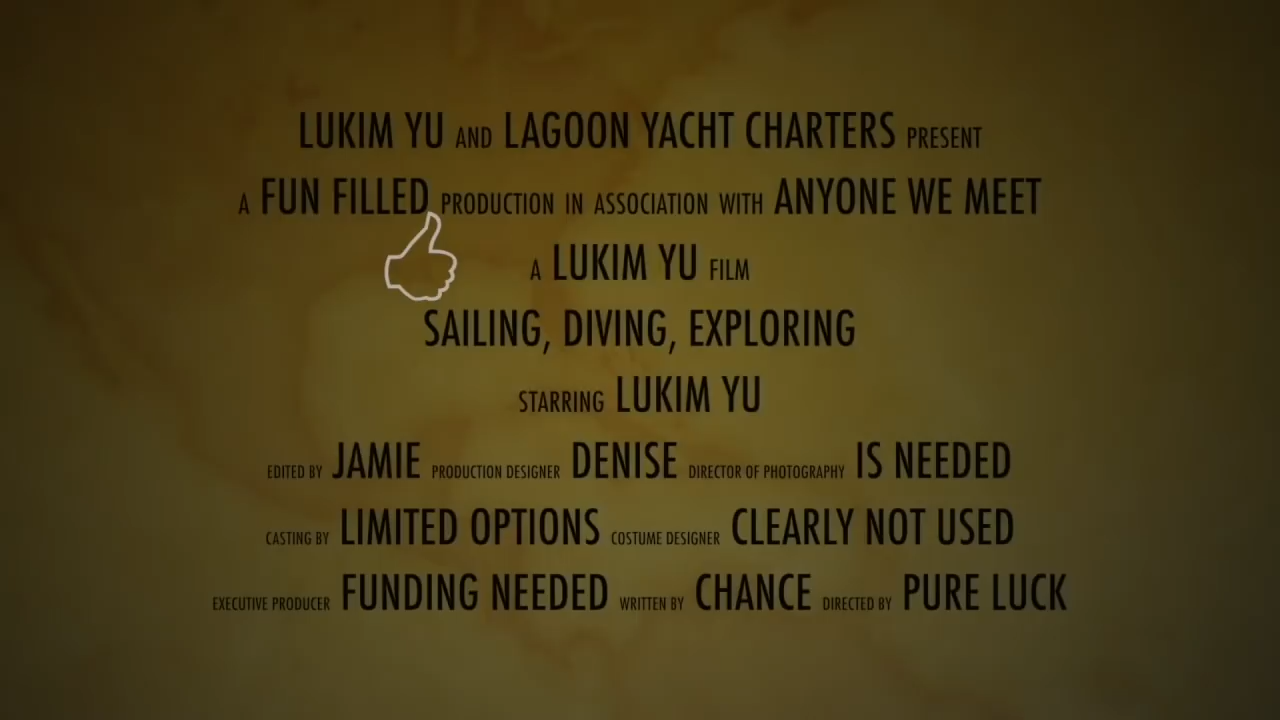 LUKIM YU AND LAGOON YACHT CHARTERS PRESENT
A FUN FILLED PRODUCTION IN ASSOCIATION WITH ANYONE WE MEET
A LUKIM YU FILM
SAILING, DIVING, EXPLORING
STARRING LUKIM YU
EDITED BY JAMIE PRODUCTION DESIGNER DENISE DIRECTOR OF PHOTOGRAPHY IS NEEDED
CASTING BY LIMITED OPTIONS COSTUME DESIGNER CLEARLY NOT USED
EXECUTIVE PRODUCER FUNDING NEEDED WRITTEN BY CHANCE DIRECTED BY PURE LUCK